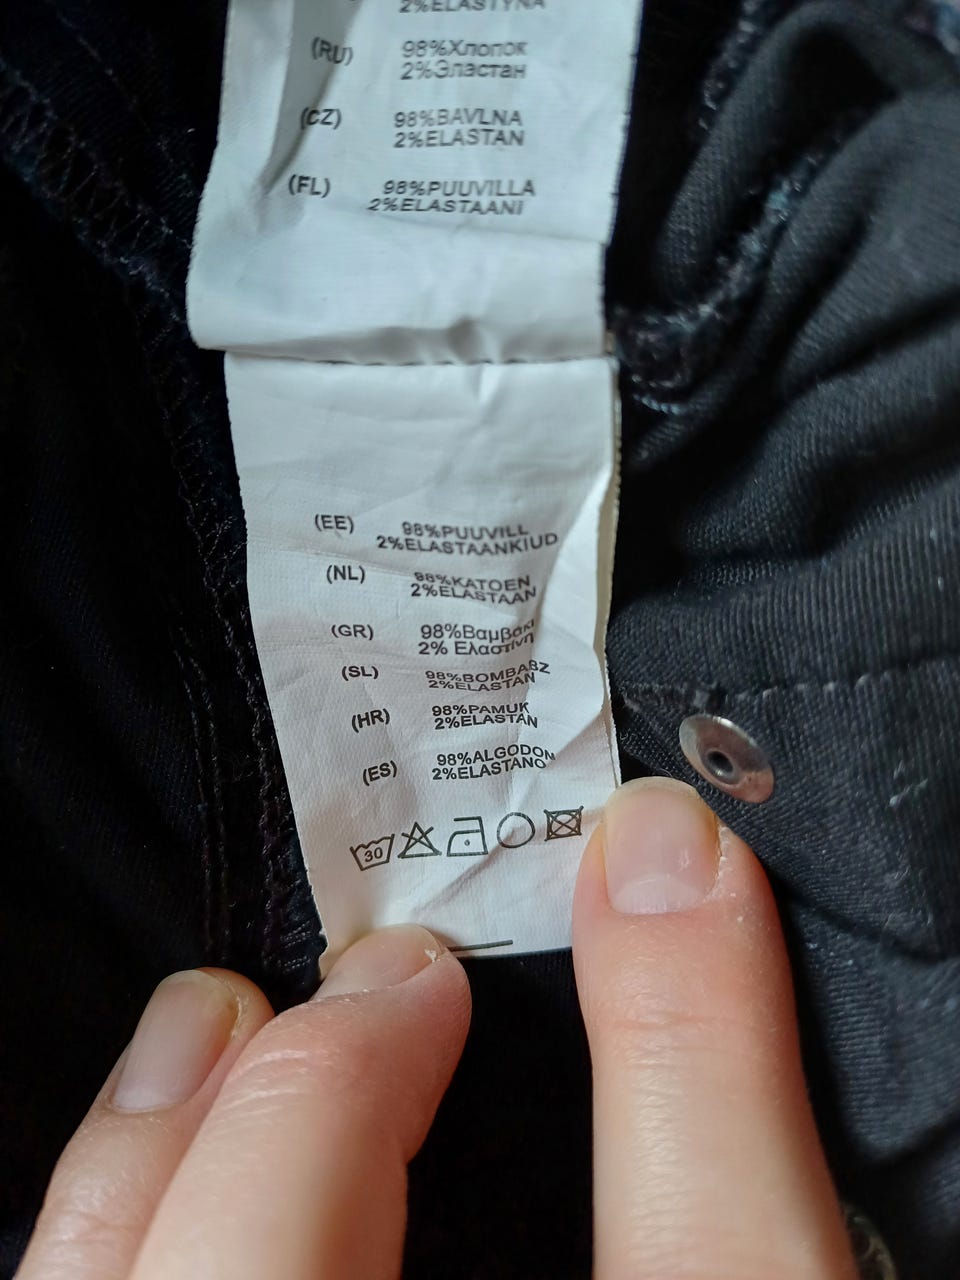 2%ELASTYNA
(RU) 98%Хлопок
2%Эластан
(CZ) 98%BAVLNA
2%ELASTAN
(FL) 98%PUUVILLA
2%ELASTAANI
(EE) 98%PUUVILL
2%ELASTAANKIUD
(NL) 98%KATOEN
2%ELASTAAN
(GR) 98%Βαμβάκι
2% Ελαστίνη
(SL) 98%BOMBABZ
2%ELASTAN
(HR) 98%PAMUK
2%ELASTAN
(ES) 98%ALGODON
2%ELASTANO
30